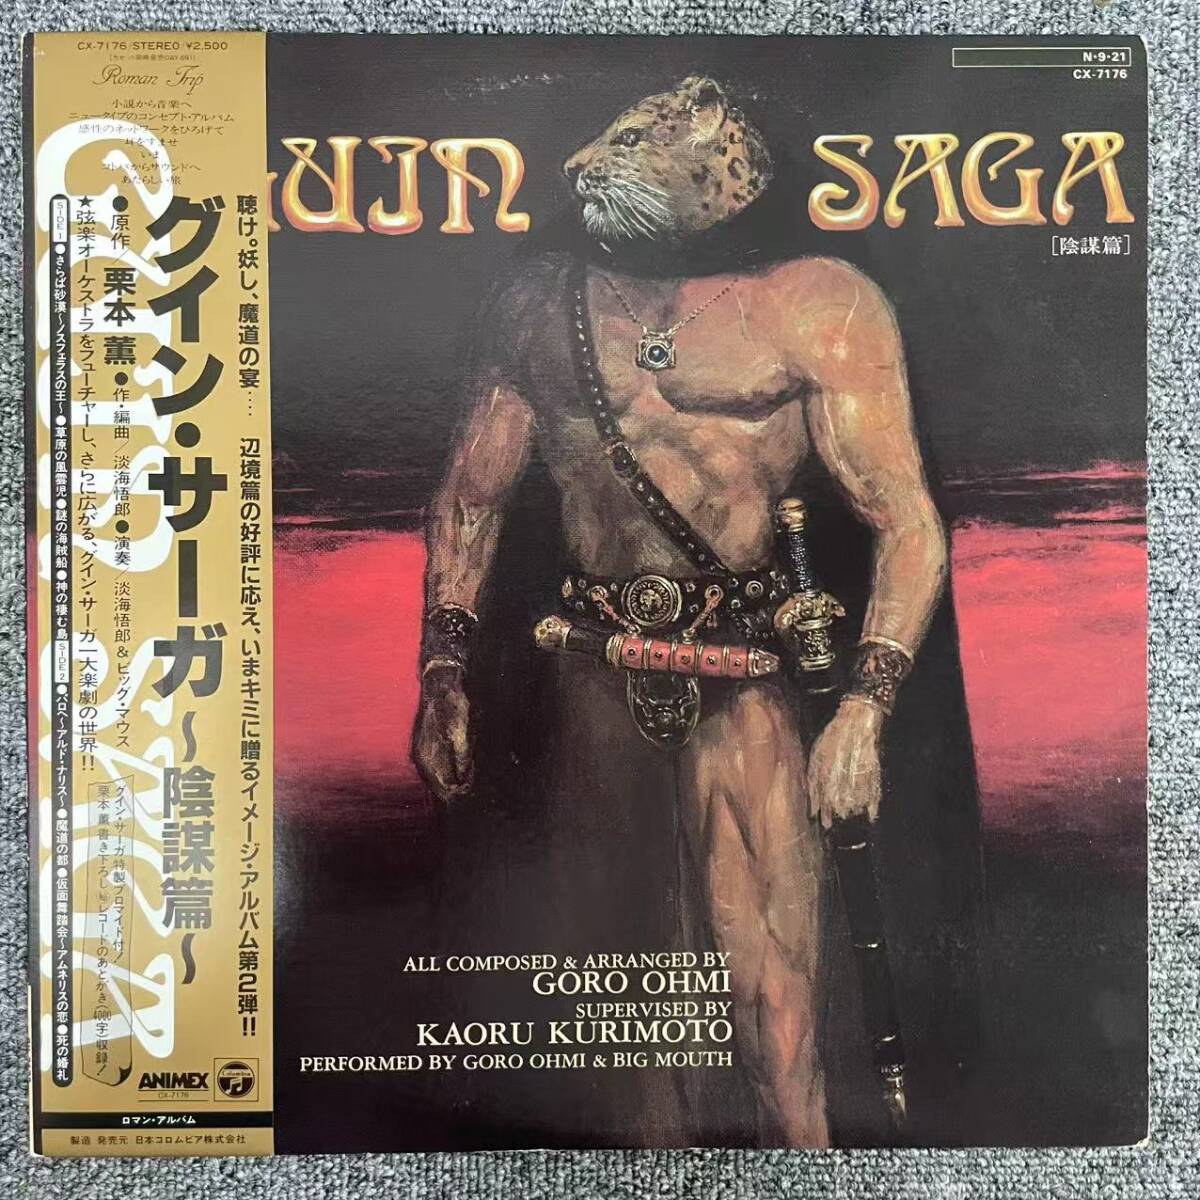 CX-7176/STEREO/¥2,500
Roman Trip
小説から音楽へ
ニュータイプのコンセプト・アルバム
感性のネットワークをひろげて
耳をすませ
いま
コトバからサウンドへ
あたらしい旅
聴け。妖し、魔道の宴‥‥ 辺境篇の好評に応え、いまキミに贈るイメージ・アルバム第2弾!!
グイン・サーガ～陰謀篇～
●原作/栗本 薫●作・編曲/淡海悟郎●演奏/淡海悟郎&ビッグ・マウス
★弦楽オーケストラをフューチャーし、さらに広がる、グイン・サーガ一大楽劇の世界!!
SIDE 1 ●さらば砂漠～ノスフェラスの王～●草原の風雲児●謎の海賊船●神の棲む島 SIDE 2 ●パロへ～アルド・ナリス～●魔道の都●仮面舞踏会～アムネリスの恋●死の婚礼
グイン・サーガ特製ブロマイド付!
栗本 薫 書き下ろし㊙レコードのあとがき(4000字)収録!
GUIN SAGA
ANIMEX
CX-7176
Columbia
ロマン・アルバム
製造 発売元 日本コロムビア株式会社
N・9・21
CX-7176
GUIN SAGA
[陰謀篇]
ALL COMPOSED & ARRANGED BY
GORO OHMI
SUPERVISED BY
KAORU KURIMOTO
PERFORMED BY GORO OHMI & BIG MOUTH